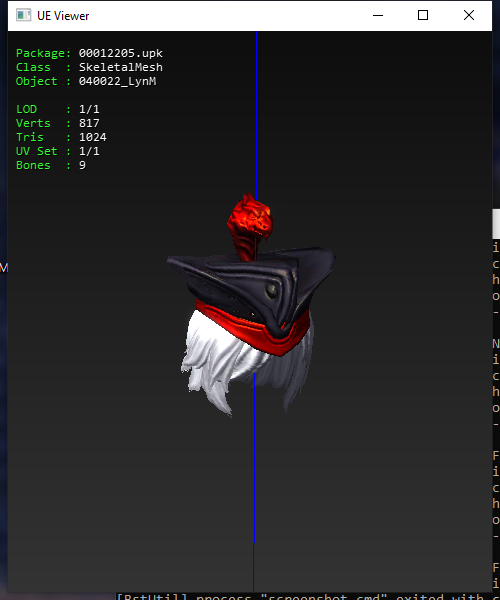 UE Viewer
Package: 00012205.upk
Class : SkeletalMesh
Object : 040022_LynM
LOD : 1/1
Verts : 817
Tris : 1024
UV Set : 1/1
Bones : 9
M
i
c
h
o
-
N
i
c
h
o
-
F
i
c
h
o
-
F
i
[BstUtil] process "screenshot.cmd" exited with c